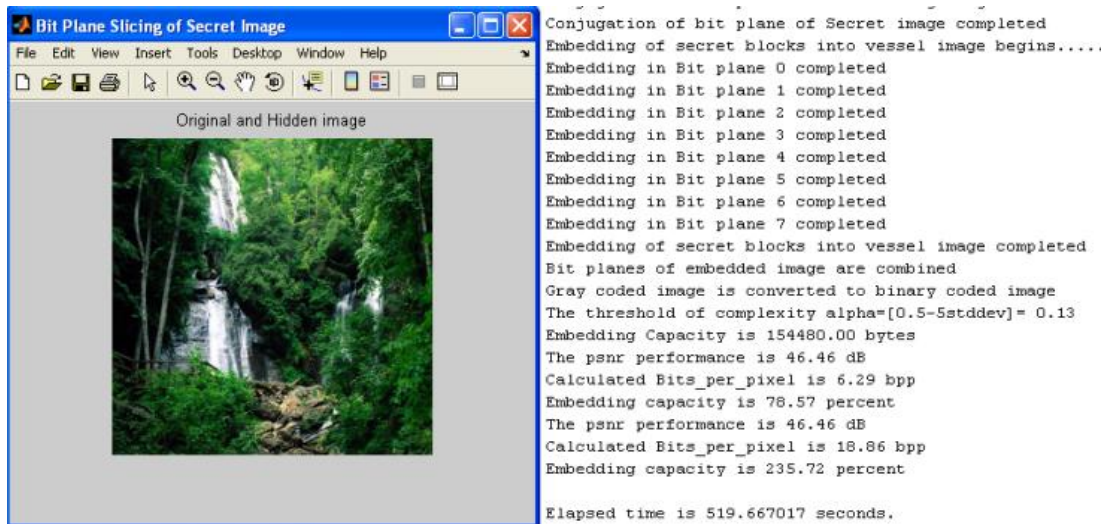 Bit Plane Slicing of Secret Image
File Edit View Insert Tools Desktop Window Help
Original and Hidden image
Conjugation of bit plane of Secret image completed
Embedding of secret blocks into vessel image begins.....
Embedding in Bit plane 0 completed
Embedding in Bit plane 1 completed
Embedding in Bit plane 2 completed
Embedding in Bit plane 3 completed
Embedding in Bit plane 4 completed
Embedding in Bit plane 5 completed
Embedding in Bit plane 6 completed
Embedding in Bit plane 7 completed
Embedding of secret blocks into vessel image completed
Bit planes of embedded image are combined
Gray coded image is converted to binary coded image
The threshold of complexity alpha=[0.5-5stddev]= 0.13
Embedding Capacity is 154480.00 bytes
The psnr performance is 46.46 dB
Calculated Bits_per_pixel is 6.29 bpp
Embedding capacity is 78.57 percent
The psnr performance is 46.46 dB
Calculated Bits_per_pixel is 18.86 bpp
Embedding capacity is 235.72 percent
Elapsed time is 519.667017 seconds.